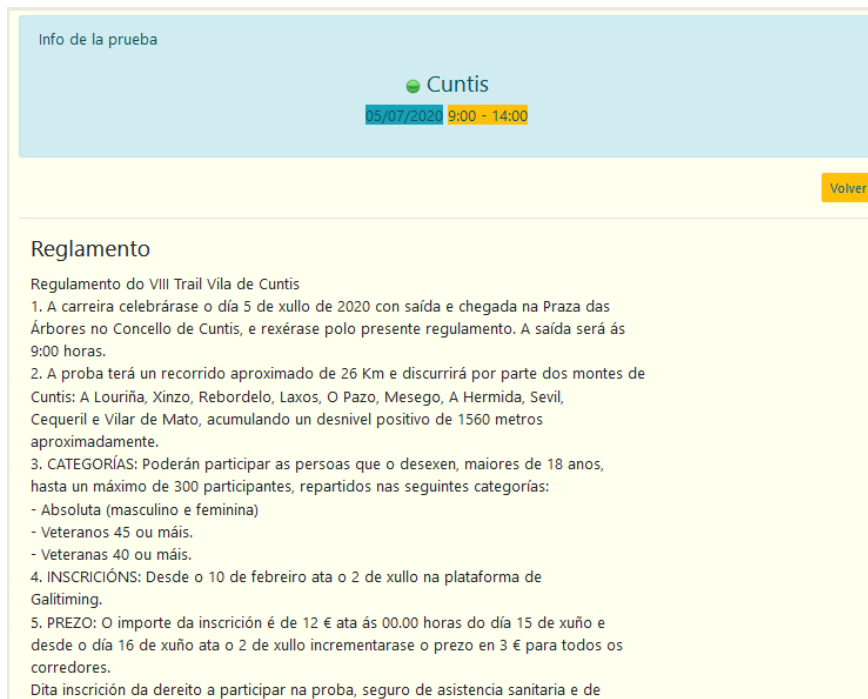 Info de la prueba
Cuntis
05/07/2020 9:00 - 14:00
Volver
Reglamento
Regulamento do VIII Trail Vila de Cuntis
1. A carreira celebrárase o día 5 de xullo de 2020 con saída e chegada na Praza das
Árbores no Concello de Cuntis, e rexérase polo presente regulamento. A saída será ás
9:00 horas.
2. A proba terá un recorrido aproximado de 26 Km e discurrirá por parte dos montes de
Cuntis: A Louriña, Xinzo, Rebordelo, Laxos, O Pazo, Mesego, A Hermida, Sevil,
Cequeril e Vilar de Mato, acumulando un desnivel positivo de 1560 metros
aproximadamente.
3. CATEGORÍAS: Poderán participar as persoas que o desexen, maiores de 18 anos,
hasta un máximo de 300 participantes, repartidos nas seguintes categorías:
- Absoluta (masculino e feminina)
- Veteranos 45 ou máis.
- Veteranas 40 ou máis.
4. INSCRICIÓNS: Desde o 10 de febreiro ata o 2 de xullo na plataforma de
Galitiming.
5. PREZO: O importe da inscrición é de 12 € ata ás 00.00 horas do día 15 de xuño e
desde o día 16 de xuño ata o 2 de xullo incrementarase o prezo en 3 € para todos os
corredores.
Dita inscrición da dereito a participar na proba, seguro de asistencia sanitaria e de